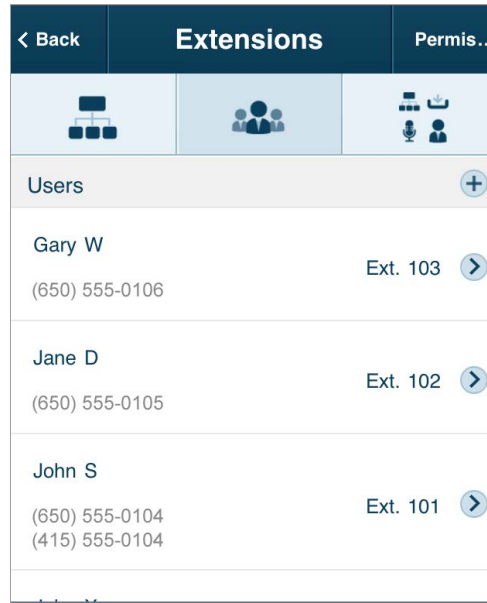 Back
Extensions
Permis..
Users
Gary W
Ext. 103
(650) 555-0106
Jane D
Ext. 102
(650) 555-0105
John S
Ext. 101
(650) 555-0104
(415) 555-0104